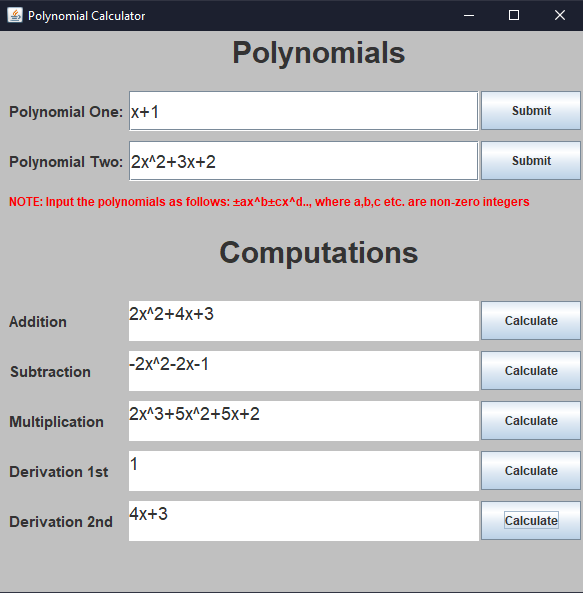 Polynomial Calculator
Polynomials
Polynomial One: x+1 Submit
Polynomial Two: 2x^2+3x+2 Submit
NOTE: Input the polynomials as follows: ±ax^b±cx^d.., where a,b,c etc. are non-zero integers
Computations
Addition 2x^2+4x+3 Calculate
Subtraction -2x^2-2x-1 Calculate
Multiplication 2x^3+5x^2+5x+2 Calculate
Derivation 1st 1 Calculate
Derivation 2nd 4x+3 Calculate